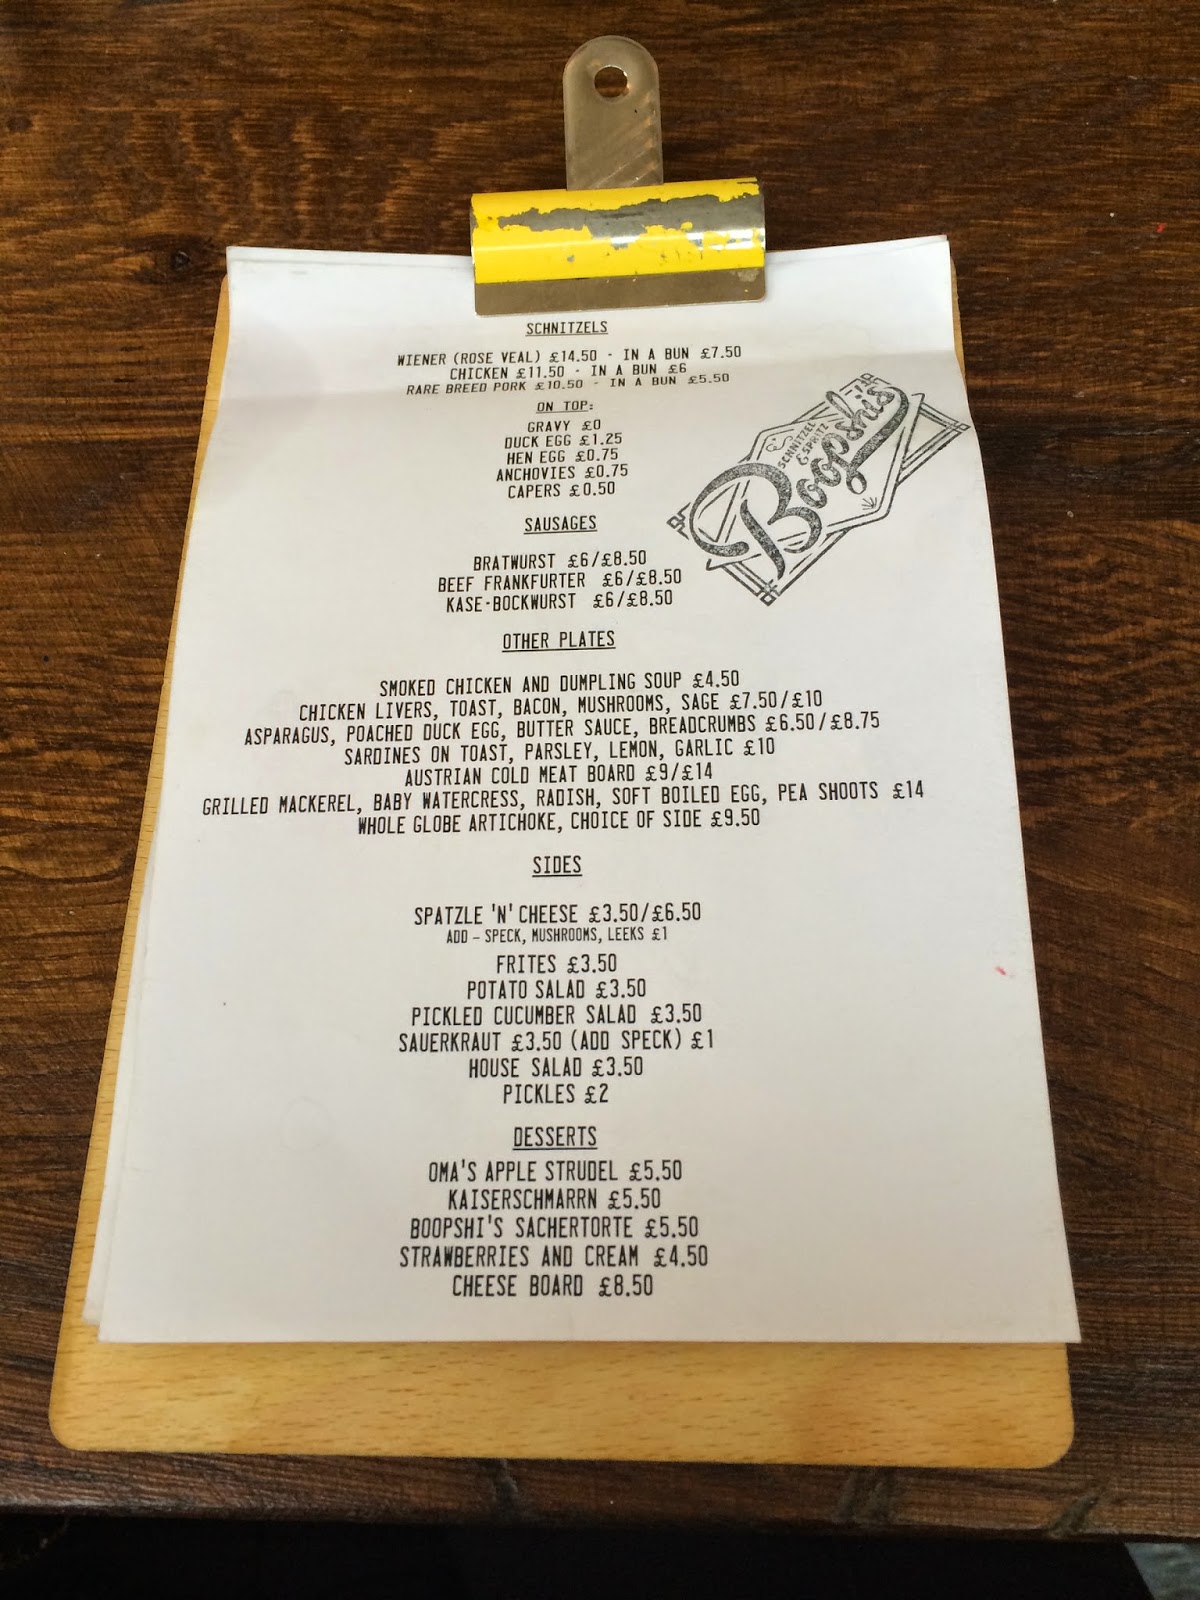 SCHNITZELS
WIENER (ROSE VEAL) £14.50 - IN A BUN £7.50
CHICKEN £11.50 - IN A BUN £6
RARE BREED PORK £10.50 - IN A BUN £5.50
ON TOP:
GRAVY £0
DUCK EGG £1.25
HEN EGG £0.75
ANCHOVIES £0.75
CAPERS £0.50
Boopshi's
SCHNITZEL
& SPRITZ
SAUSAGES
BRATWURST £6/£8.50
BEEF FRANKFURTER £6/£8.50
KASE-BOCKWURST £6/£8.50
OTHER PLATES
SMOKED CHICKEN AND DUMPLING SOUP £4.50
CHICKEN LIVERS, TOAST, BACON, MUSHROOMS, SAGE £7.50/£10
ASPARAGUS, POACHED DUCK EGG, BUTTER SAUCE, BREADCRUMBS £6.50/£8.75
SARDINES ON TOAST, PARSLEY, LEMON, GARLIC £10
AUSTRIAN COLD MEAT BOARD £9/£14
GRILLED MACKEREL, BABY WATERCRESS, RADISH, SOFT BOILED EGG, PEA SHOOTS £14
WHOLE GLOBE ARTICHOKE, CHOICE OF SIDE £9.50
SIDES
SPATZLE 'N' CHEESE £3.50/£6.50
ADD - SPECK, MUSHROOMS, LEEKS £1
FRITES £3.50
POTATO SALAD £3.50
PICKLED CUCUMBER SALAD £3.50
SAUERKRAUT £3.50 (ADD SPECK) £1
HOUSE SALAD £3.50
PICKLES £2
DESSERTS
OMA'S APPLE STRUDEL £5.50
KAISERSCHMARRN £5.50
BOOPSHI'S SACHERTORTE £5.50
STRAWBERRIES AND CREAM £4.50
CHEESE BOARD £8.50